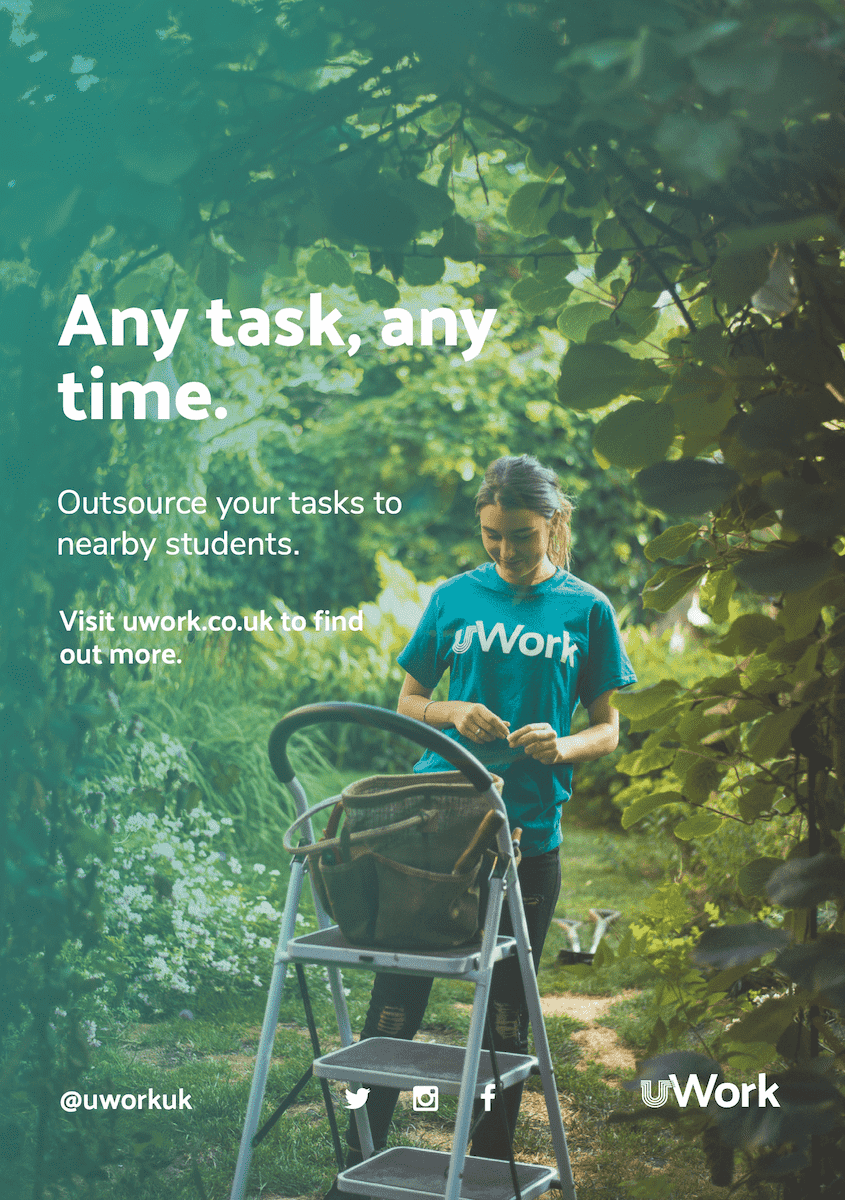 Any task, any
time.
Outsource your tasks to
nearby students.
Visit uwork.co.uk to find
out more.
uWork
@uworkuk
uWork